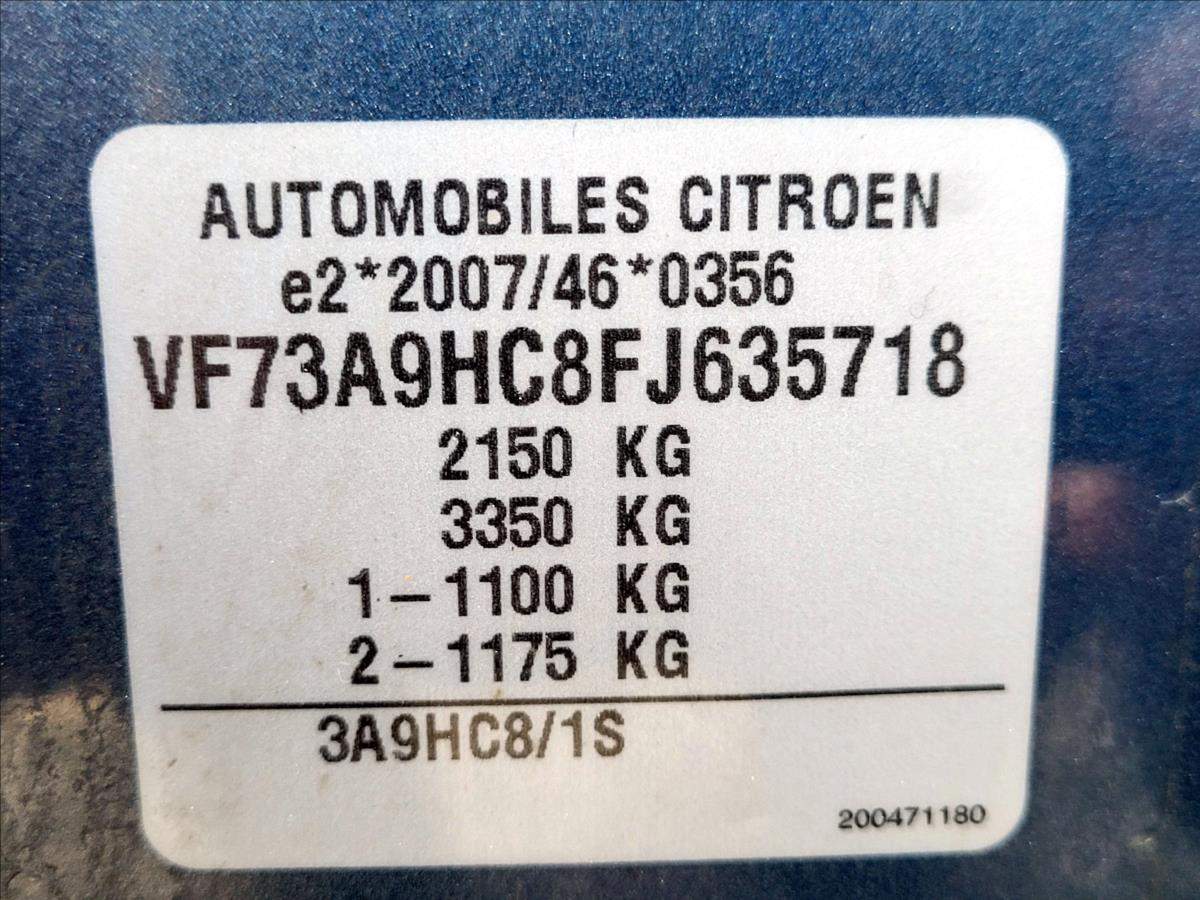 AUTOMOBILES CITROEN
e2*2007/46*0356
VF73A9HC8FJ635718
2150 KG
3350 KG
1-1100 KG
2-1175 KG
3A9HC8/1S
200471180